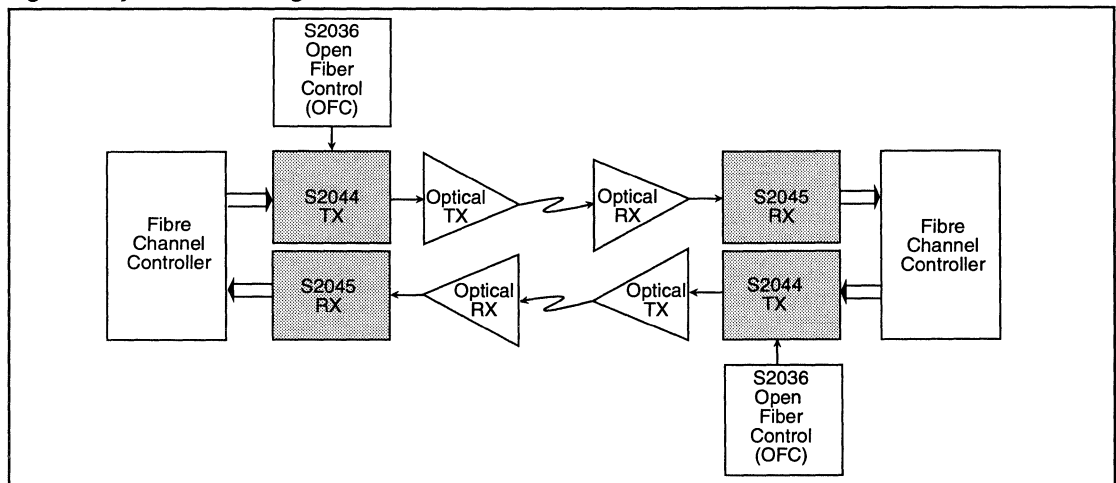 S2036
Open
Fiber
Control
(OFC)
Fibre
Channel
Controller
S2044
TX
Optical
TX
Optical
RX
S2045
RX
Fibre
Channel
Controller
S2045
RX
Optical
RX
Optical
TX
S2044
TX
S2036
Open
Fiber
Control
(OFC)